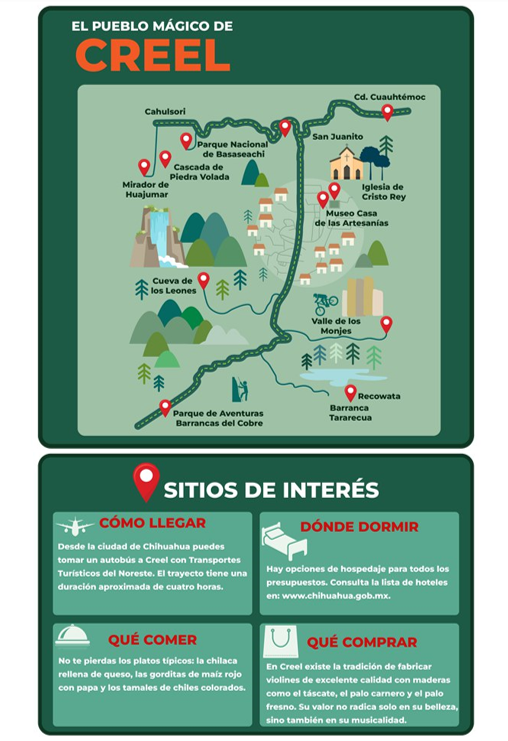 EL PUEBLO MÁGICO DE
CREEL
Cd. Cuauhtémoc
Cahulsori
San Juanito
Parque Nacional
de Basaseachi
Cascada de
Piedra Volada
Mirador de
Huajumar
Iglesia de
Cristo Rey
Museo Casa
de las Artesanías
Cueva de
los Leones
Valle de los
Monjes
Recowata
Barranca
Tararecua
Parque de Aventuras
Barrancas del Cobre
SITIOS DE INTERÉS
CÓMO LLEGAR
Desde la ciudad de Chihuahua puedes
tomar un autobús a Creel con Transportes
Turísticos del Noreste. El trayecto tiene una
duración aproximada de cuatro horas.
DÓNDE DORMIR
Hay opciones de hospedaje para todos los
presupuestos. Consulta la lista de hoteles
en: www.chihuahua.gob.mx.
QUÉ COMER
No te pierdas los platos típicos: la chilaca
rellena de queso, las gorditas de maíz rojo
con papa y los tamales de chiles colorados.
QUÉ COMPRAR
En Creel existe la tradición de fabricar
violines de excelente calidad con maderas
como el táscate, el palo carnero y el palo
fresno. Su valor no radica solo en su belleza,
sino también en su musicalidad.